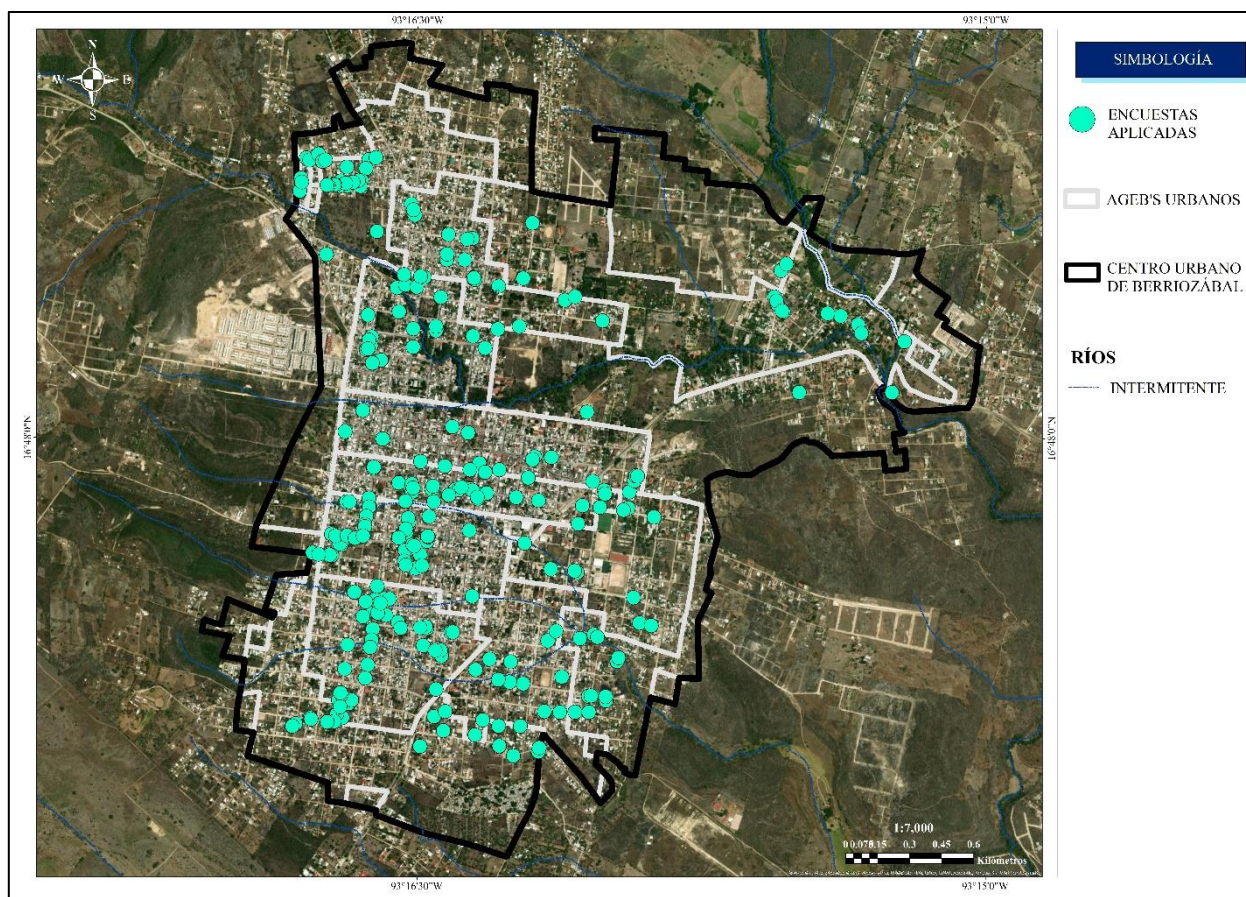 93°16'30"W
93°15'0"W
N
W
E
S
16°48'0"N
16°48'0"N
SIMBOLOGÍA
ENCUESTAS
APLICADAS
AGEB'S URBANOS
CENTRO URBANO
DE BERRIOZÁBAL
RÍOS
INTERMITENTE
1:7,000
0 0.075 0.15 0.3 0.45 0.6
Kilómetros
93°16'30"W
93°15'0"W